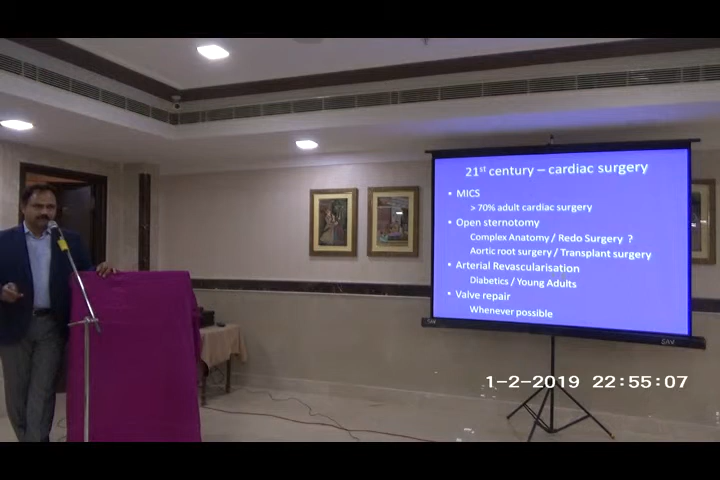 21st century – cardiac surgery
• MICS
> 70% adult cardiac surgery
• Open sternotomy
Complex Anatomy / Redo Surgery ?
Aortic root surgery / Transplant surgery
• Arterial Revascularisation
Diabetics / Young Adults
• Valve repair
Whenever possible
1-2-2019 22:55:07